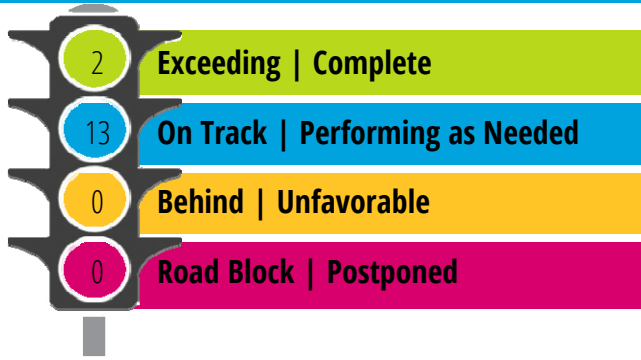 2 Exceeding | Complete
13 On Track | Performing as Needed
0 Behind | Unfavorable
0 Road Block | Postponed